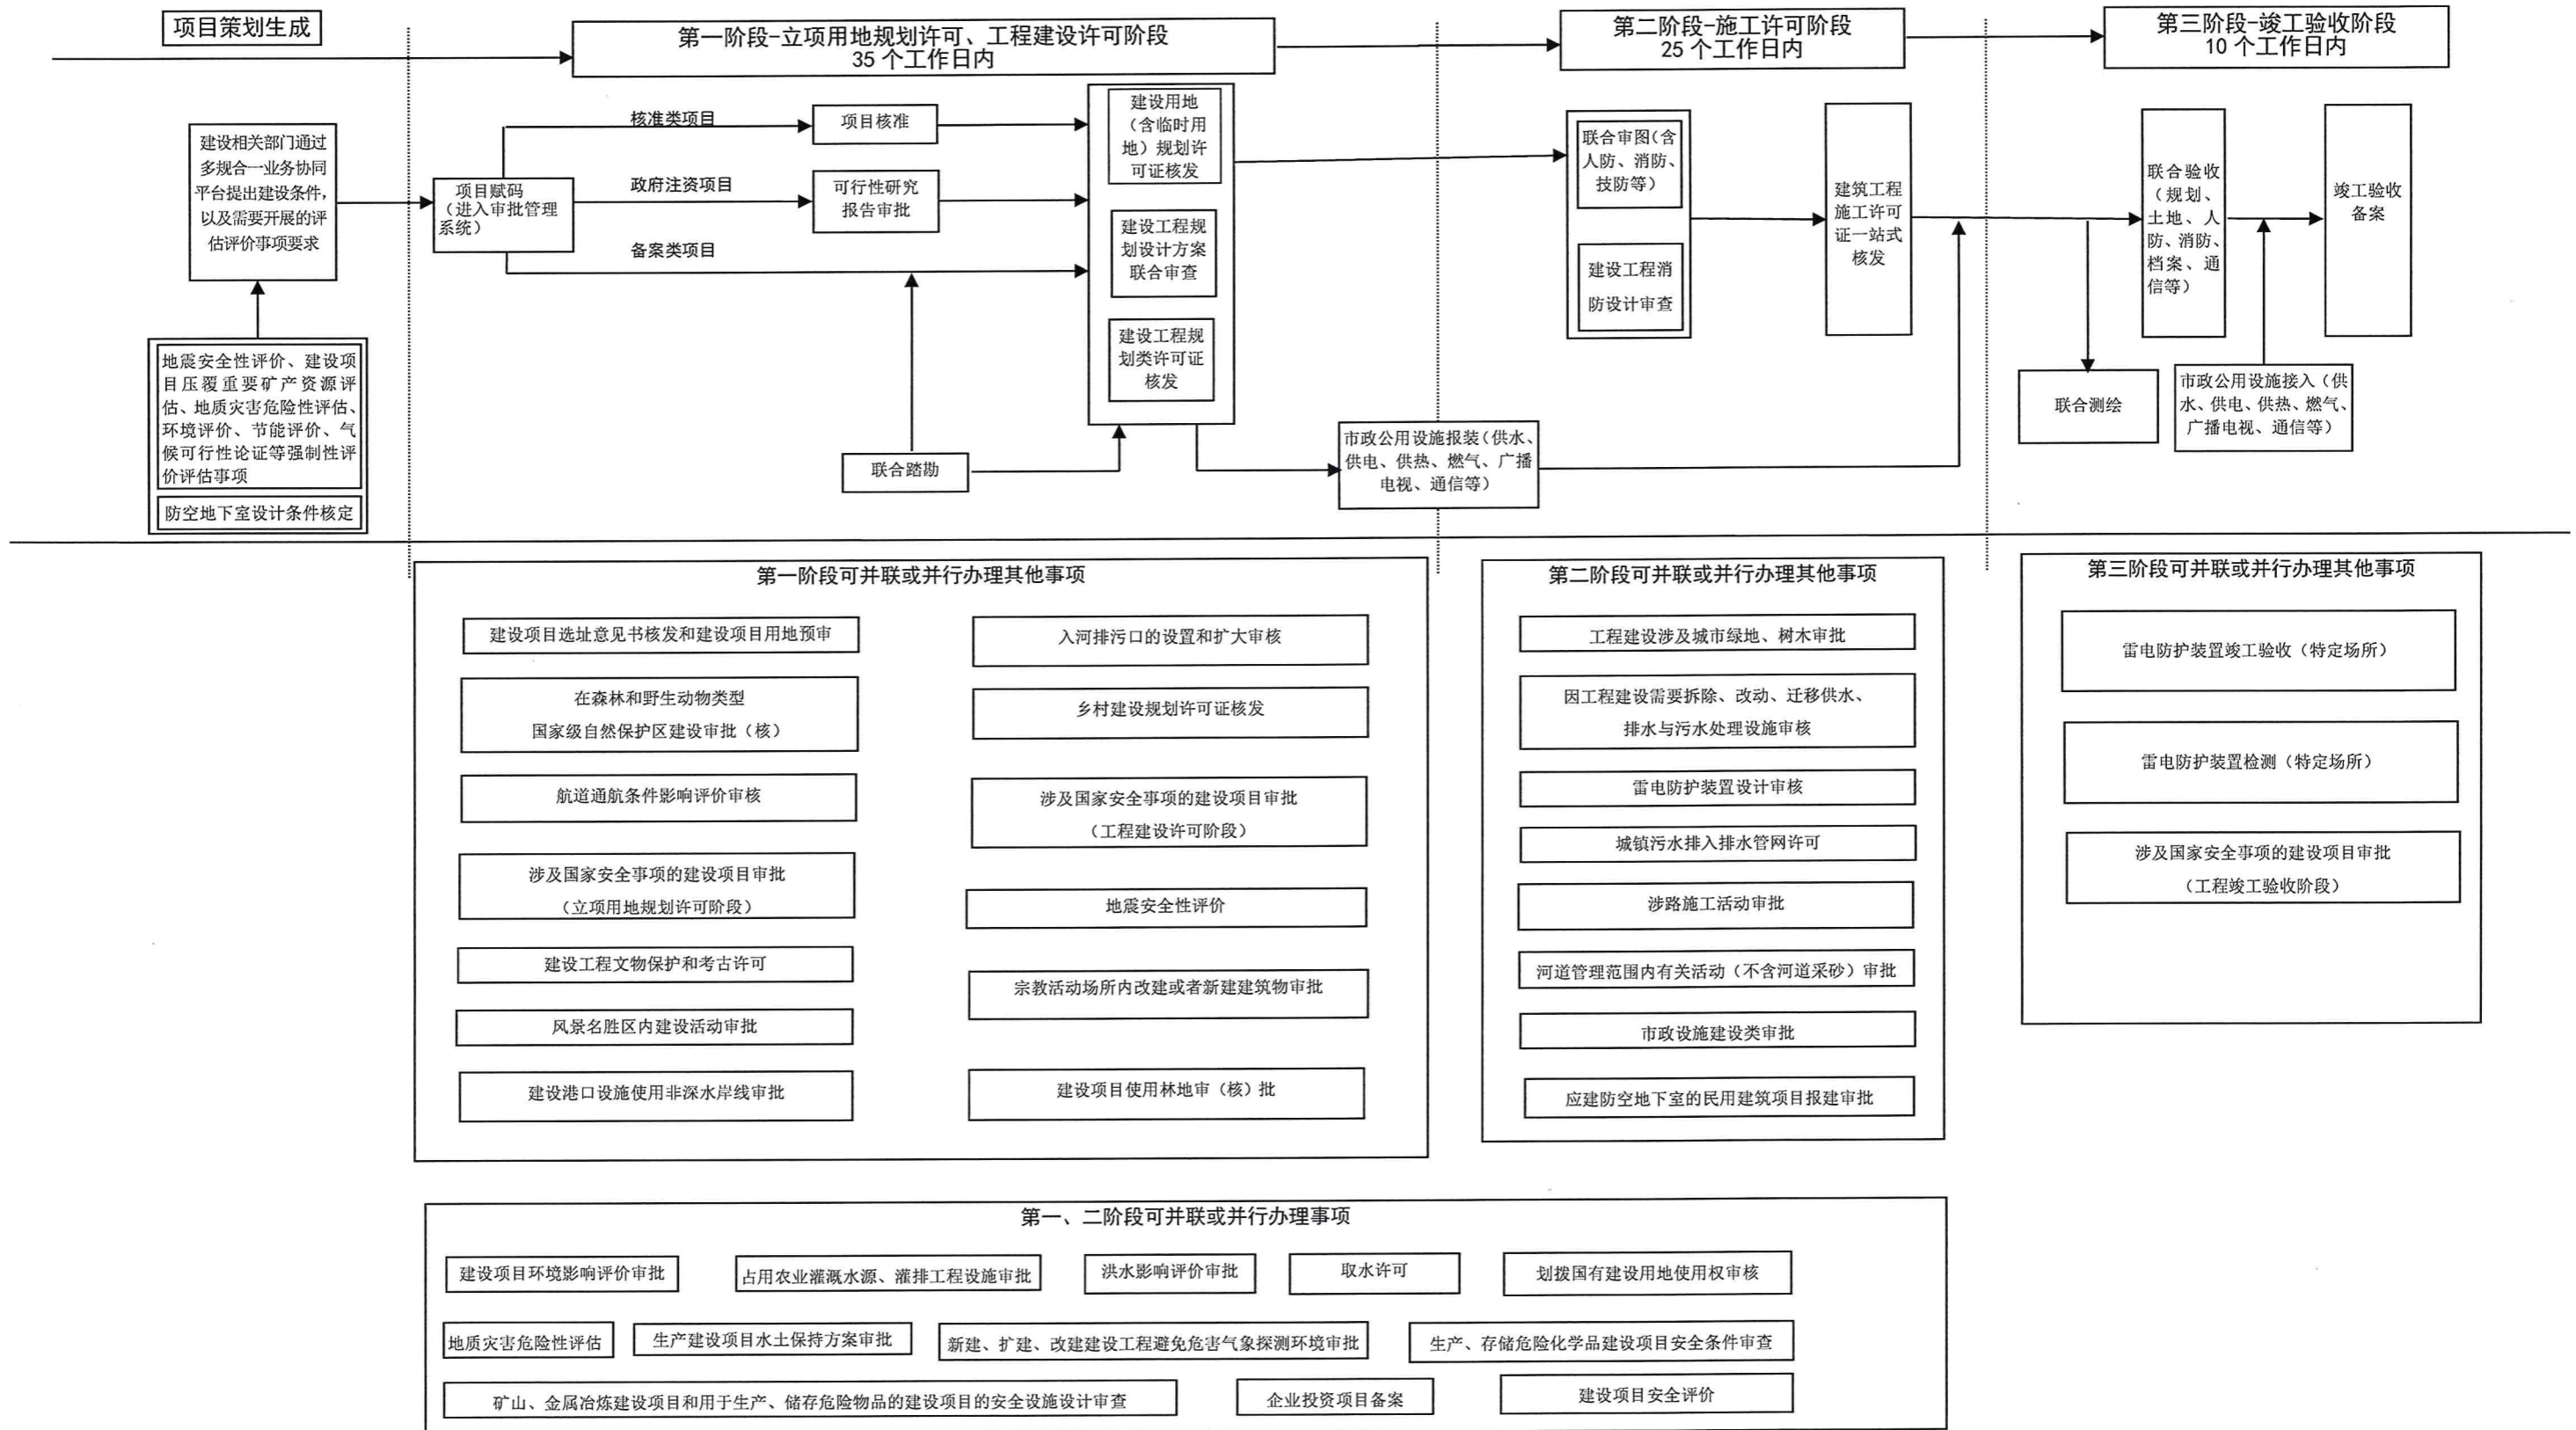 项目策划生成
第一阶段-立项用地规划许可、工程建设许可阶段
35 个工作日内
第二阶段-施工许可阶段
25 个工作日内
第三阶段-竣工验收阶段
10 个工作日内
建设相关部门通过
多规合一业务协同
平台提出建设条件，
以及需要开展的评
估评价事项要求
地震安全性评价、建设项
目压覆重要矿产资源评
估、地质灾害危险性评估、
环境评价、节能评价、气
候可行性论证等强制性评
价评估事项
防空地下室设计条件核定
项目赋码
（进入审批管理
系统）
核准类项目
政府注资项目
备案类项目
项目核准
可行性研究
报告审批
联合踏勘
建设用地
（含临时用
地）规划许
可证核发
建设工程规
划设计方案
联合审查
建设工程规
划类许可证
核发
市政公用设施报装（供水、
供电、供热、燃气、广播
电视、通信等）
联合审图（含
人防、消防、
技防等）
建设工程消
防设计审查
建筑工程
施工许可
证一站式
核发
联合验收
（规划、
土地、人
防、消防、
档案、通
信等）
竣工验收
备案
联合测绘
市政公用设施接入（供
水、供电、供热、燃气、
广播电视、通信等）
第一阶段可并联或并行办理其他事项
建设项目选址意见书核发和建设项目用地预审
在森林和野生动物类型
国家级自然保护区建设审批（核）
航道通航条件影响评价审核
涉及国家安全事项的建设项目审批
（立项用地规划许可阶段）
建设工程文物保护和考古许可
风景名胜区内建设活动审批
建设港口设施使用非深水岸线审批
入河排污口的设置和扩大审核
乡村建设规划许可证核发
涉及国家安全事项的建设项目审批
（工程建设许可阶段）
地震安全性评价
宗教活动场所内改建或者新建建筑物审批
建设项目使用林地审（核）批
第二阶段可并联或并行办理其他事项
工程建设涉及城市绿地、树木审批
因工程建设需要拆除、改动、迁移供水、
排水与污水处理设施审核
雷电防护装置设计审核
城镇污水排入排水管网许可
涉路施工活动审批
河道管理范围内有关活动（不含河道采砂）审批
市政设施建设类审批
应建防空地下室的民用建筑项目报建审批
第三阶段可并联或并行办理其他事项
雷电防护装置竣工验收（特定场所）
雷电防护装置检测（特定场所）
涉及国家安全事项的建设项目审批
（工程竣工验收阶段）
第一、二阶段可并联或并行办理事项
建设项目环境影响评价审批
占用农业灌溉水源、灌排工程设施审批
洪水影响评价审批
取水许可
划拨国有建设用地使用权审核
地质灾害危险性评估
生产建设项目水土保持方案审批
新建、扩建、改建建设工程避免危害气象探测环境审批
生产、存储危险化学品建设项目安全条件审查
矿山、金属冶炼建设项目和用于生产、储存危险物品的建设项目的安全设施设计审查
企业投资项目备案
建设项目安全评价